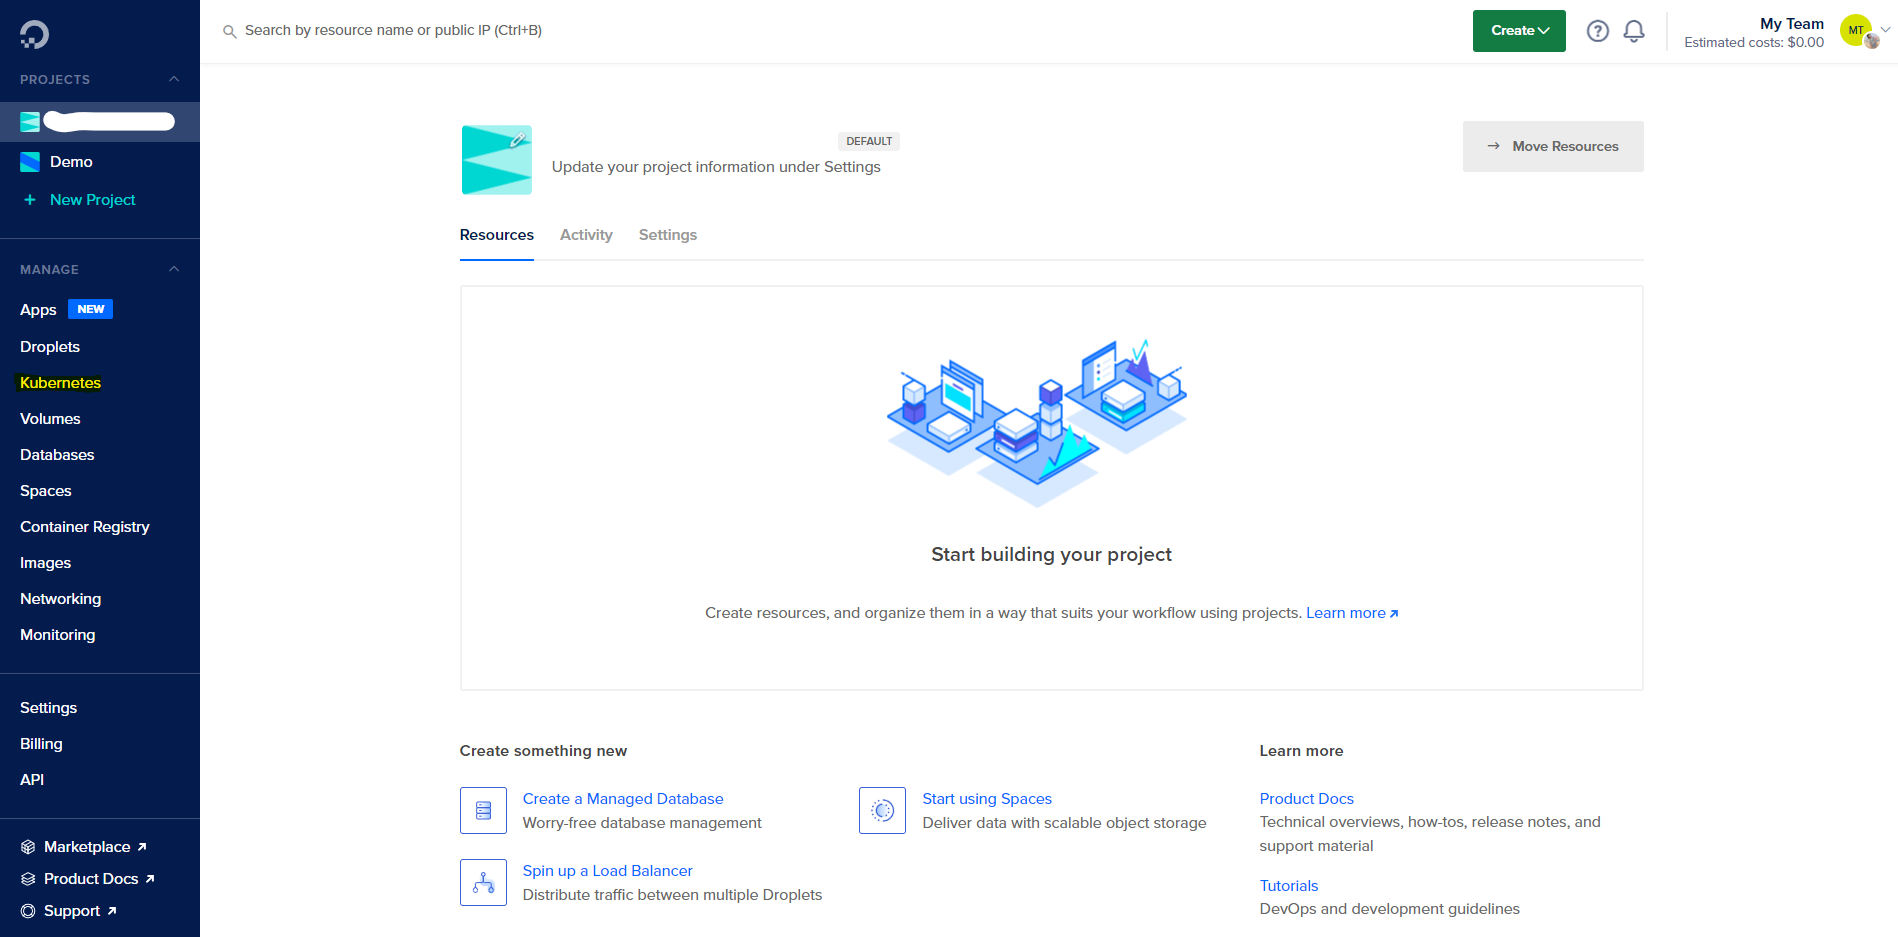 Search by resource name or public IP (Ctrl+B)
Create
My Team
Estimated costs: $0.00
MT
PROJECTS
Demo
+ New Project
MANAGE
Apps NEW
Droplets
Kubernetes
Volumes
Databases
Spaces
Container Registry
Images
Networking
Monitoring
Settings
Billing
API
Marketplace
Product Docs
Support
DEFAULT
Update your project information under Settings
→ Move Resources
Resources Activity Settings
Start building your project
Create resources, and organize them in a way that suits your workflow using projects. Learn more
Create something new
Create a Managed Database
Worry-free database management
Start using Spaces
Deliver data with scalable object storage
Spin up a Load Balancer
Distribute traffic between multiple Droplets
Learn more
Product Docs
Technical overviews, how-tos, release notes, and
support material
Tutorials
DevOps and development guidelines